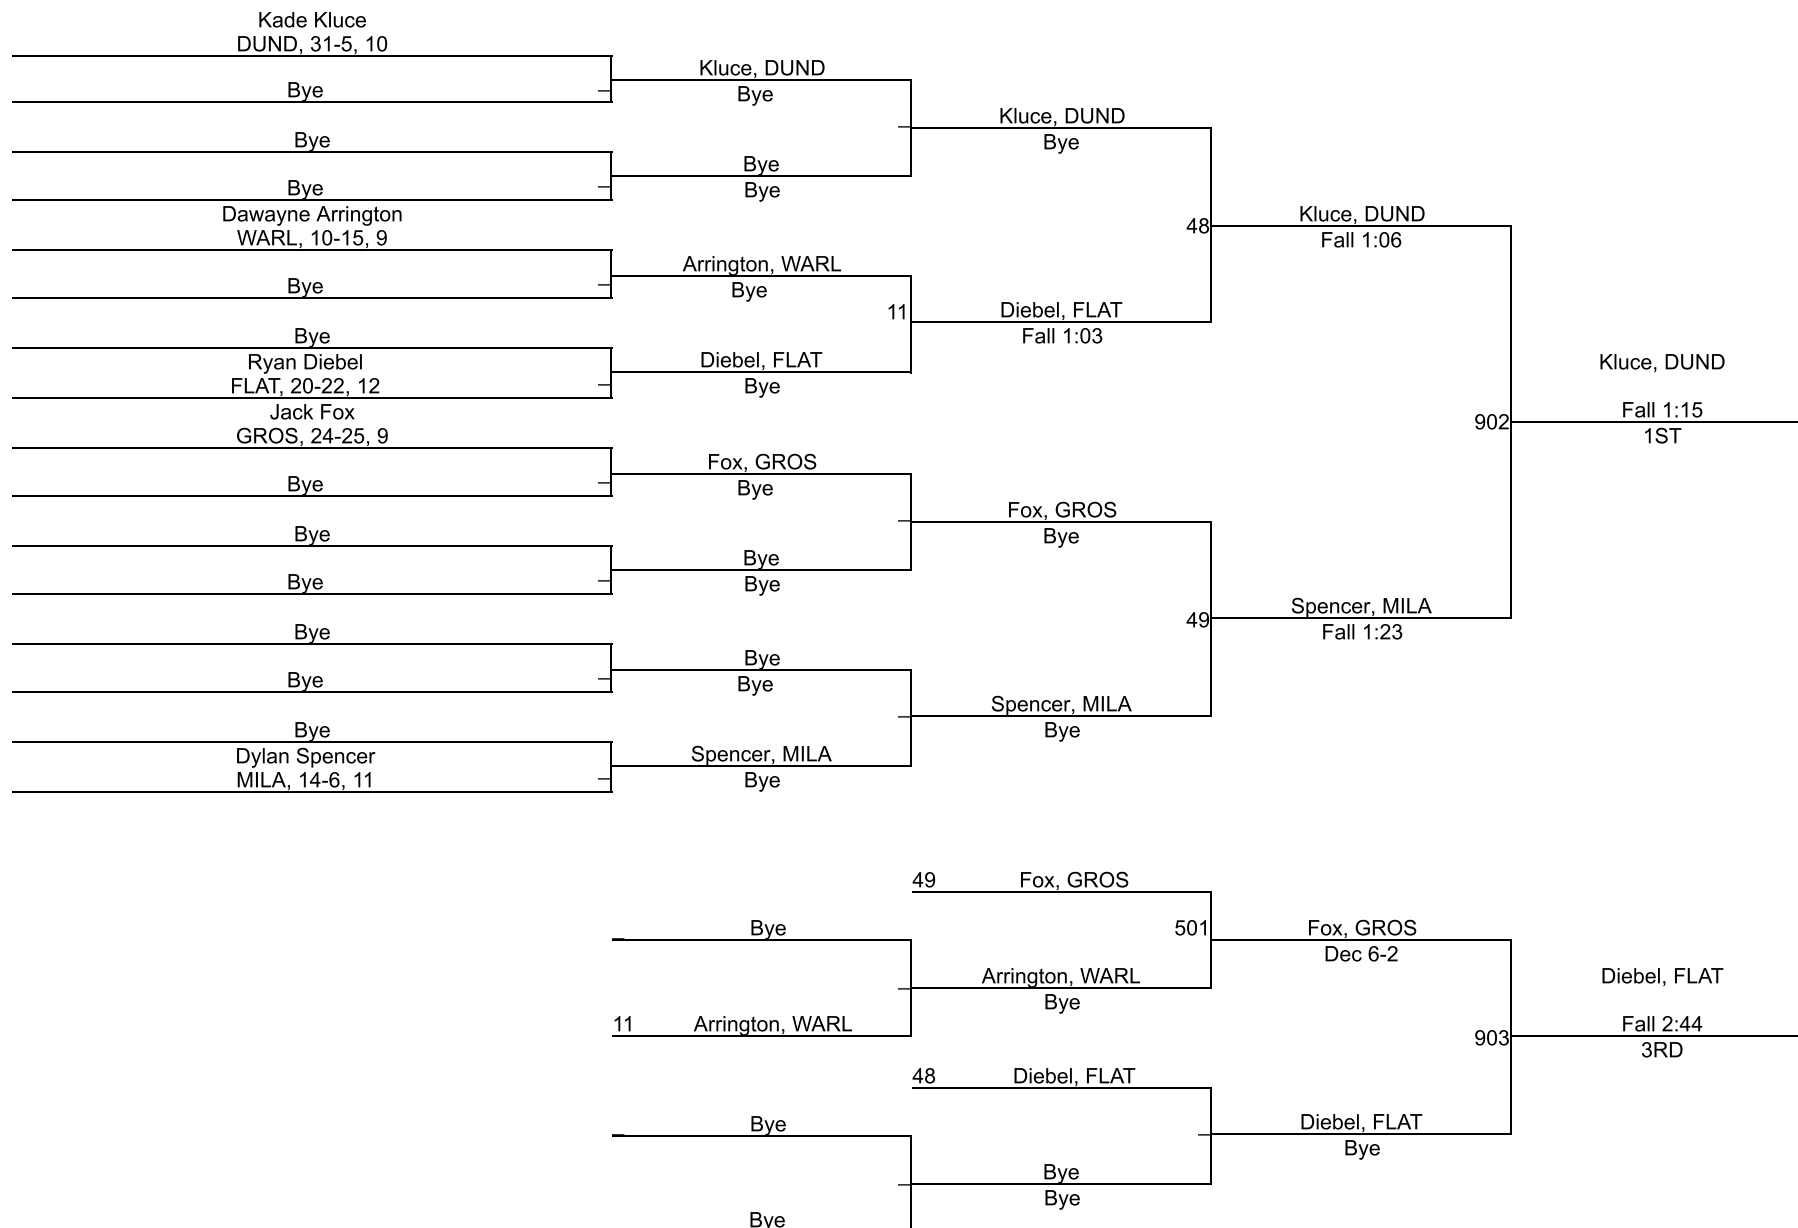 Kade Kluce
DUND, 31-5, 10
Bye
Bye
Bye
Dawayne Arrington
WARL, 10-15, 9
Bye
Bye
Ryan Diebel
FLAT, 20-22, 12
Jack Fox
GROS, 24-25, 9
Bye
Bye
Bye
Bye
Bye
Bye
Dylan Spencer
MILA, 14-6, 11
Kluce, DUND
Bye
Bye
Bye
Arrington, WARL
Bye
11
Diebel, FLAT
Bye
Fox, GROS
Bye
Bye
Bye
Bye
Bye
Spencer, MILA
Bye
Kluce, DUND
Bye
48
Diebel, FLAT
Fall 1:03
Fox, GROS
Bye
49
Spencer, MILA
Bye
Kluce, DUND
Fall 1:06
902
Spencer, MILA
Fall 1:23
Kluce, DUND
Fall 1:15
1ST
Bye
11 Arrington, WARL
Bye
Bye
49 Fox, GROS
501
Arrington, WARL
Bye
48 Diebel, FLAT
Bye
Bye
Fox, GROS
Dec 6-2
903
Diebel, FLAT
Bye
Diebel, FLAT
Fall 2:44
3RD